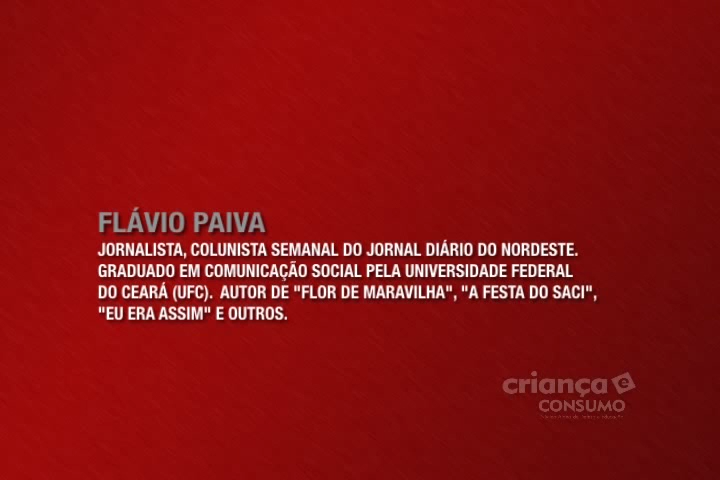 FLÁVIO PAIVA
JORNALISTA, COLUNISTA SEMANAL DO JORNAL DIÁRIO DO NORDESTE.
GRADUADO EM COMUNICAÇÃO SOCIAL PELA UNIVERSIDADE FEDERAL
DO CEARÁ (UFC). AUTOR DE "FLOR DE MARAVILHA", "A FESTA DO SACI",
"EU ERA ASSIM" E OUTROS.
criança e
CONSUMO